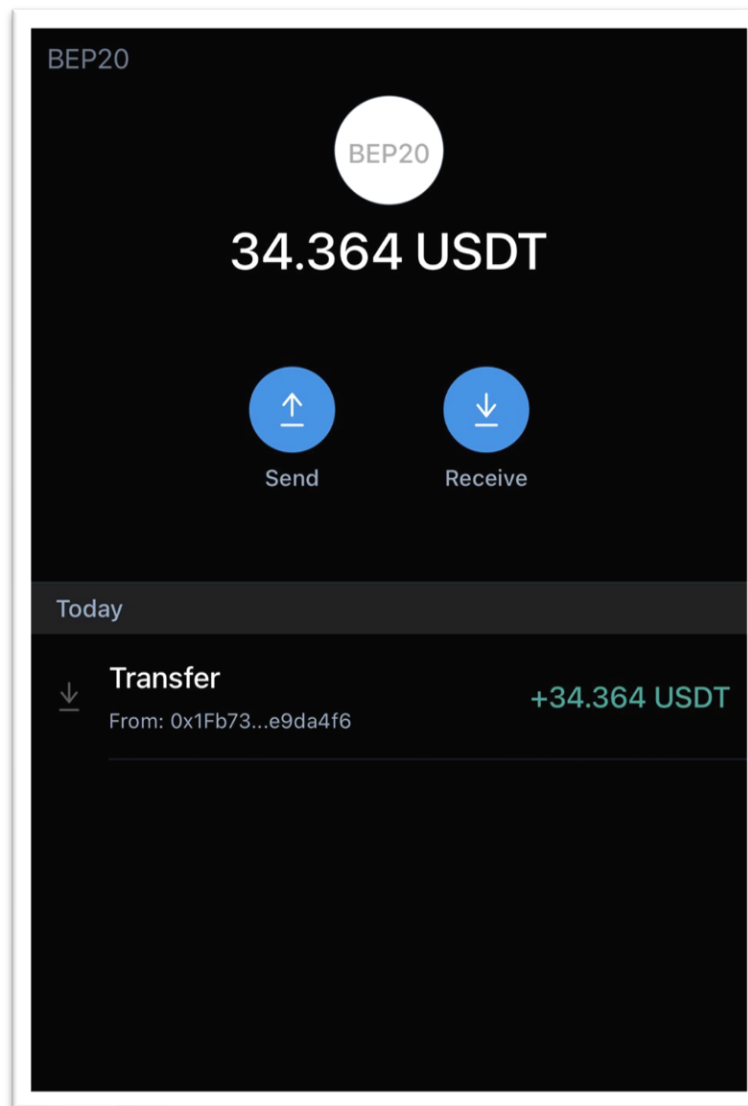 BEP20
BEP20
34.364 USDT
Send Receive
Today
Transfer
+34.364 USDT
From: 0x1Fb73...e9da4f6